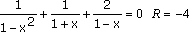 1/(1−x²) + 1/(1+x) + 2/(1−x) = 0 R = −4